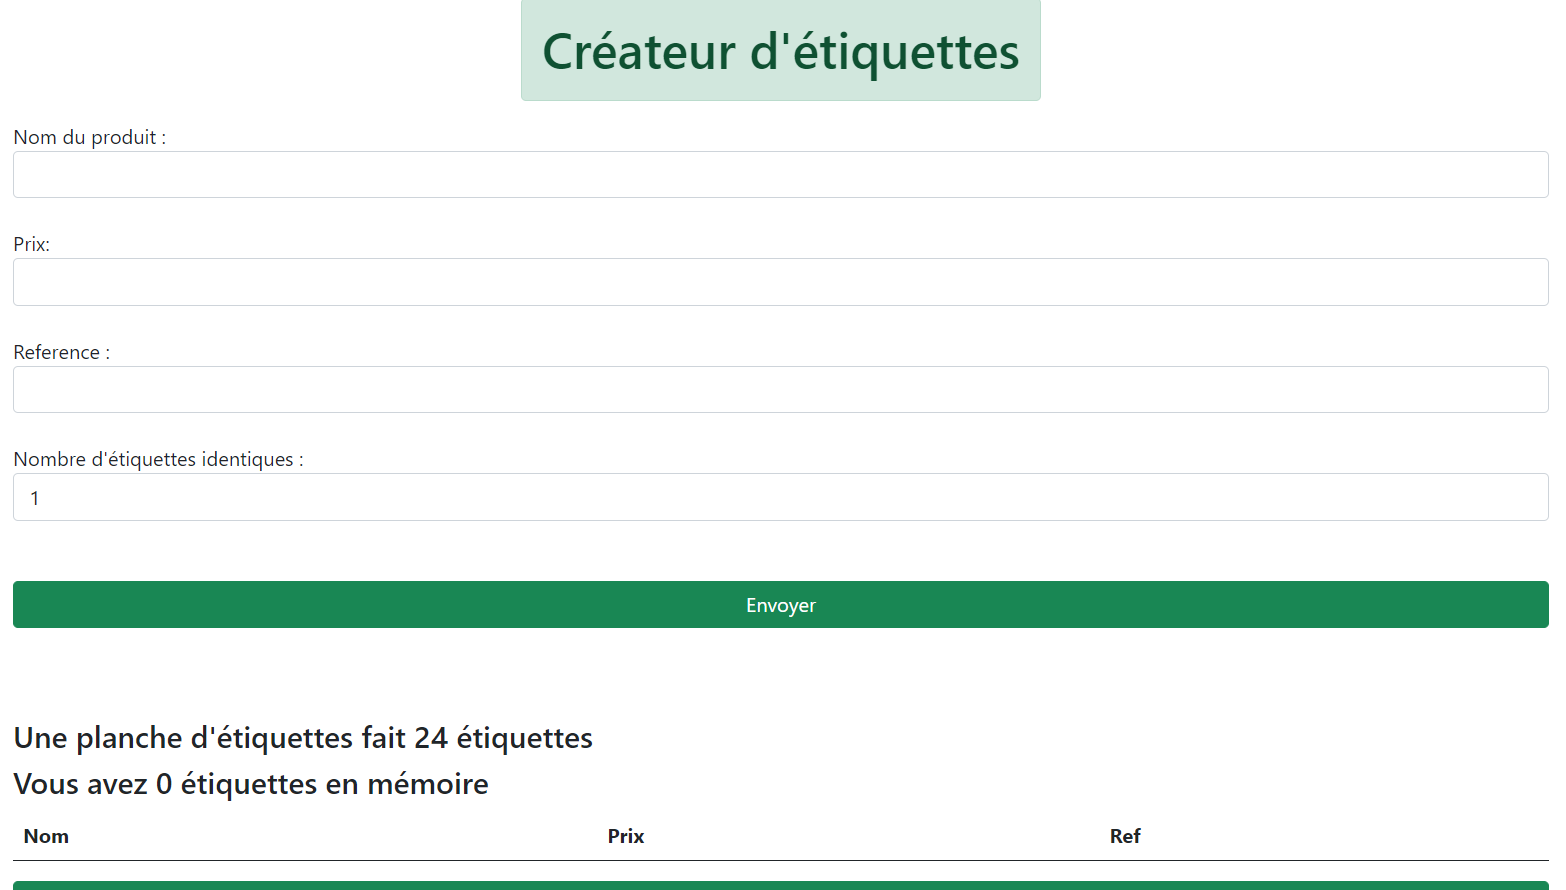 Créateur d'étiquettes
Nom du produit :
Prix:
Reference :
Nombre d'étiquettes identiques :
1
Envoyer
Une planche d'étiquettes fait 24 étiquettes
Vous avez 0 étiquettes en mémoire
Nom Prix Ref